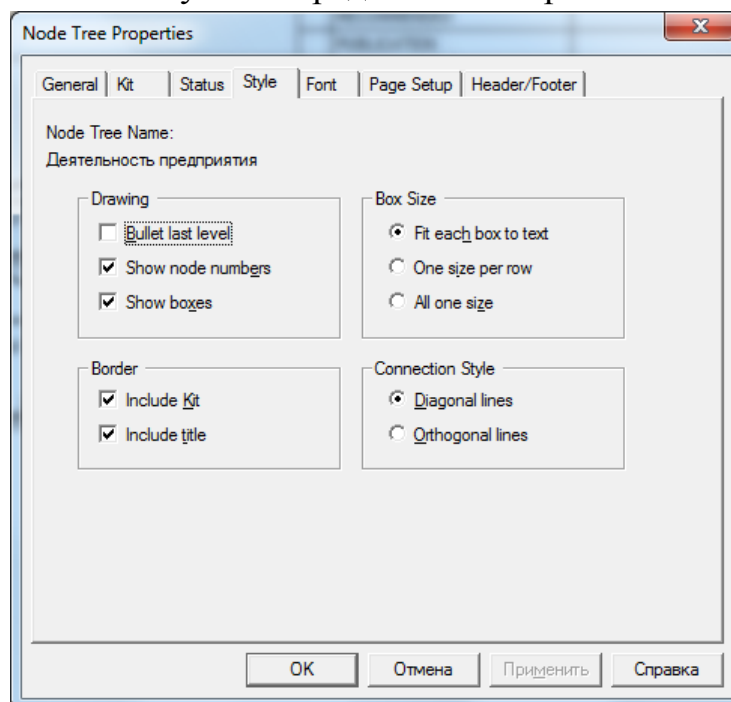 Node Tree Properties
General Kit Status Style Font Page Setup Header/Footer
Node Tree Name:
Деятельность предприятия
Drawing
Bullet last level
Show node numbers
Show boxes
Box Size
Fit each box to text
One size per row
All one size
Border
Include Kit
Include title
Connection Style
Diagonal lines
Orthogonal lines
OK Отмена Применить Справка